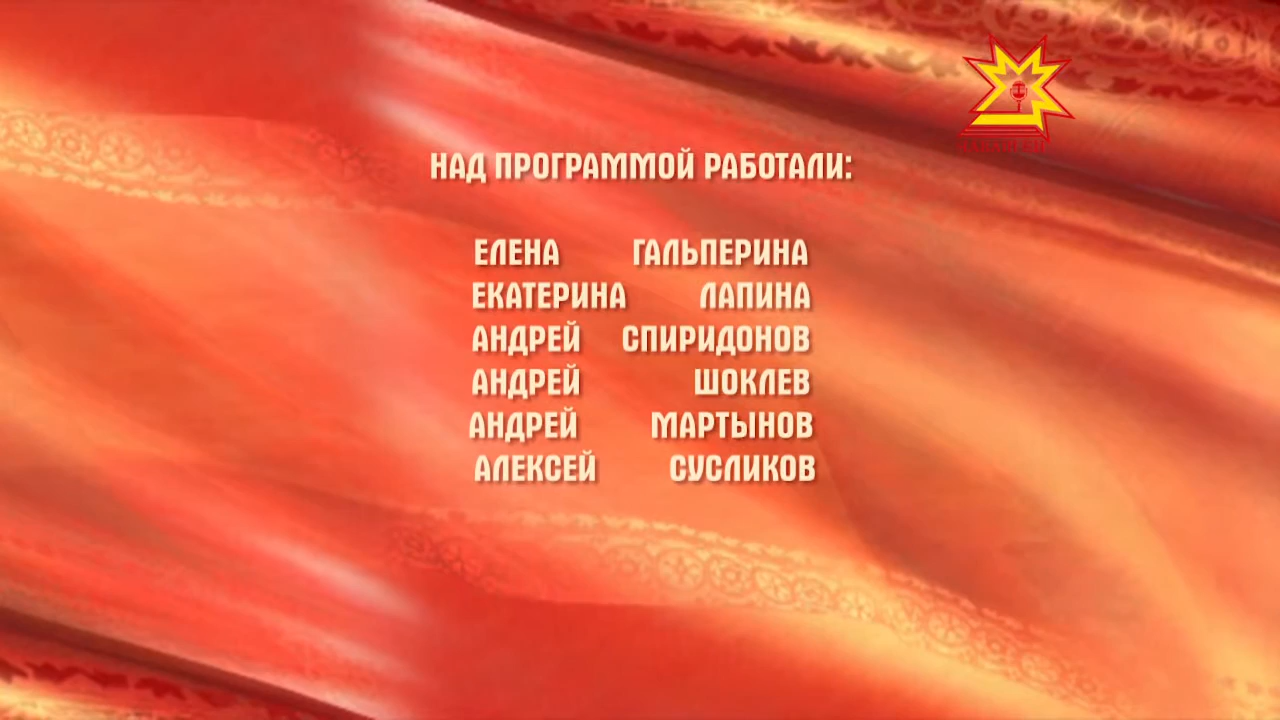 НАД ПРОГРАММОЙ РАБОТАЛИ:
ЕЛЕНА ГАЛЬПЕРИНА
ЕКАТЕРИНА ЛАПИНА
АНДРЕЙ СПИРИДОНОВ
АНДРЕЙ ШОКЛЕВ
АНДРЕЙ МАРТЫНОВ
АЛЕКСЕЙ СУСЛИКОВ